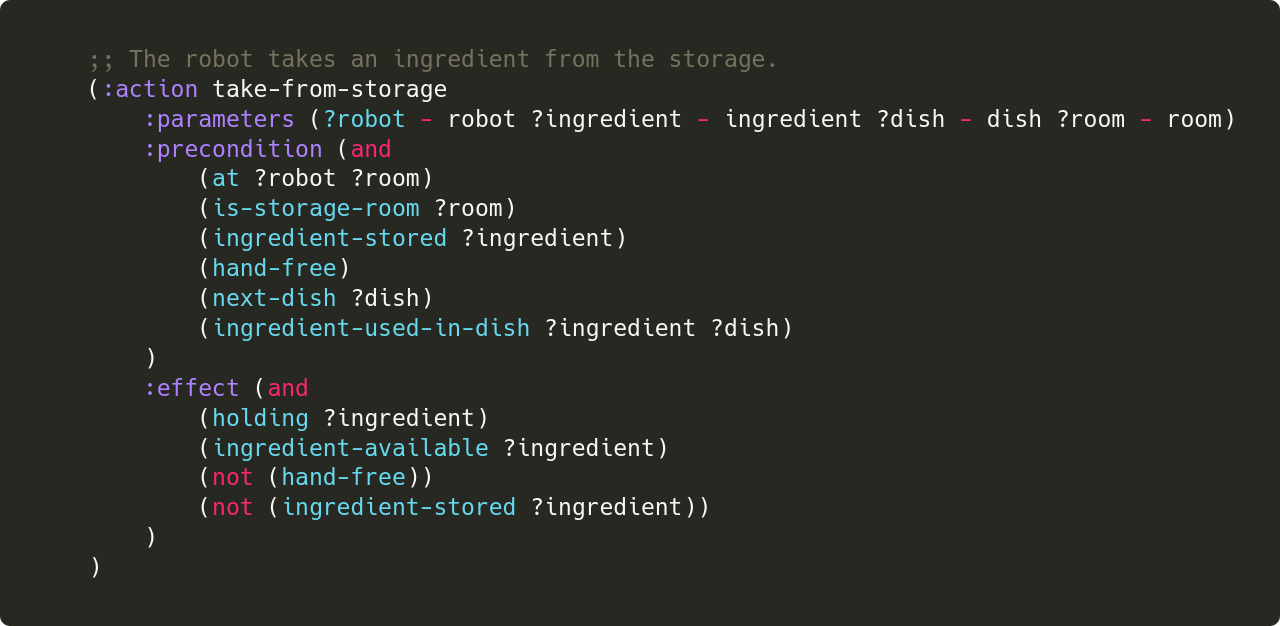 ;; The robot takes an ingredient from the storage.
(:action take-from-storage
    :parameters (?robot - robot ?ingredient - ingredient ?dish - dish ?room - room)
    :precondition (and
        (at ?robot ?room)
        (is-storage-room ?room)
        (ingredient-stored ?ingredient)
        (hand-free)
        (next-dish ?dish)
        (ingredient-used-in-dish ?ingredient ?dish)
    )
    :effect (and
        (holding ?ingredient)
        (ingredient-available ?ingredient)
        (not (hand-free))
        (not (ingredient-stored ?ingredient))
    )
)